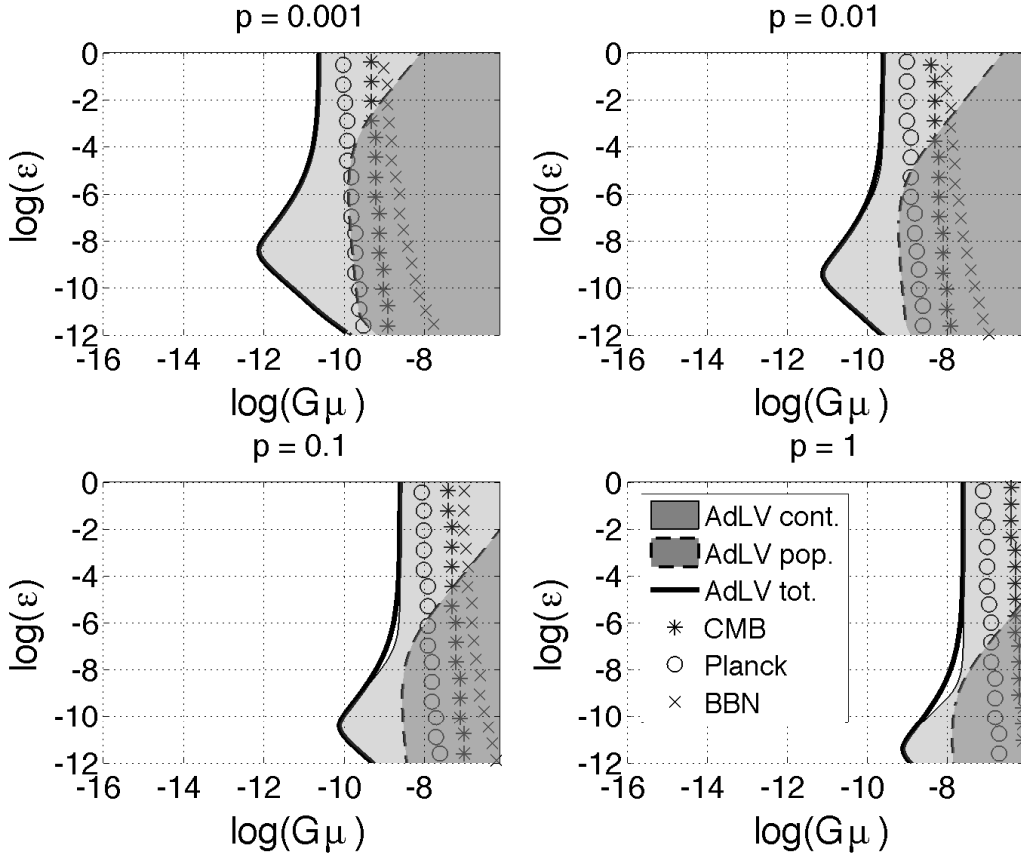 p = 0.001
p = 0.01
0
-2
-4
-6
-8
-10
-12
log(ε)
-16 -14 -12 -10 -8
log(Gμ)
0
-2
-4
-6
-8
-10
-12
log(ε)
-16 -14 -12 -10 -8
log(Gμ)
p = 0.1
p = 1
0
-2
-4
-6
-8
-10
-12
log(ε)
-16 -14 -12 -10 -8
log(Gμ)
0
-2
-4
-6
-8
-10
-12
log(ε)
-16 -14 -12 -10 -8
log(Gμ)
AdLV cont.
AdLV pop.
AdLV tot.
CMB
Planck
BBN